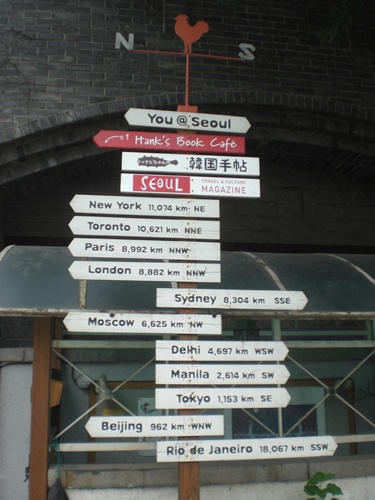 N S
You @ Seoul
Hank's Book Café
韓国手帖
SEOUL TRAVEL & CULTURE MAGAZINE
New York 11,074 km NE
Toronto 10,621 km NNE
Paris 8,992 km NNW
London 8,882 km NNW
Sydney 8,304 km SSE
Moscow 6,625 km NW
Delhi 4,697 km WSW
Manila 2,614 km SW
Tokyo 1,153 km SE
Beijing 962 km WNW
Rio de Janeiro 18,067 km SSW